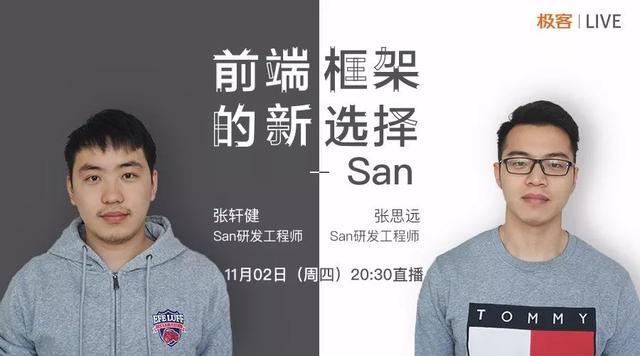 极客 | LIVE
前端框架
的新选择
— San
张轩健 张思远
San研发工程师 San研发工程师
11月02日（周四）20:30直播
EFE LUFF
TOMMY